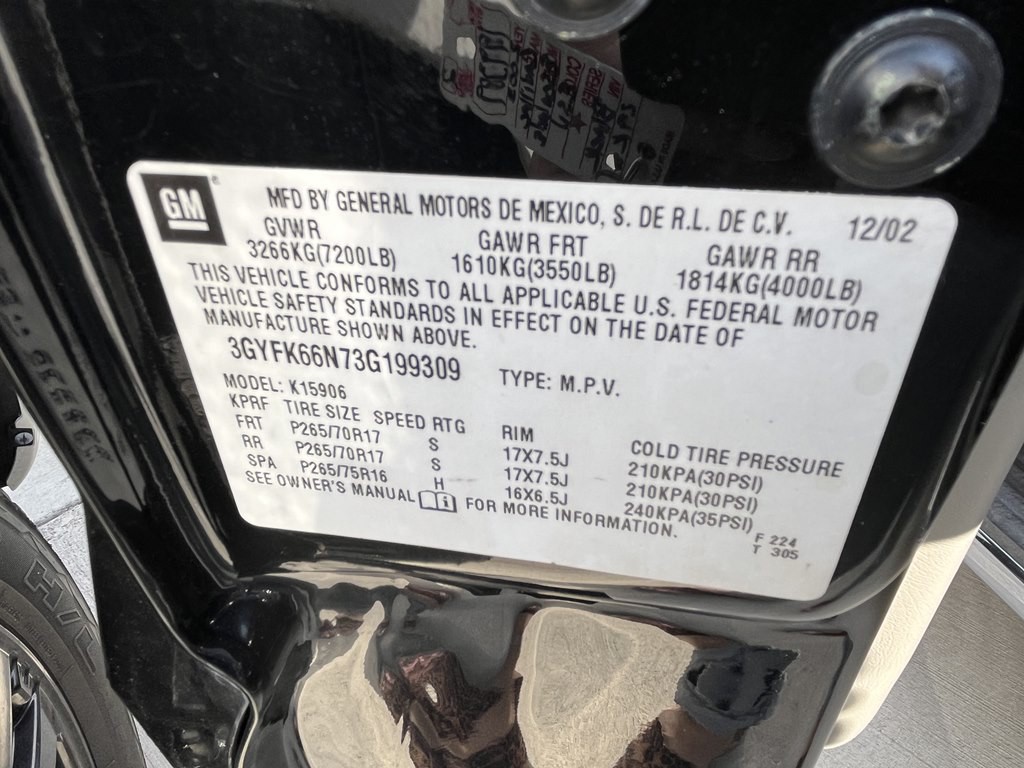 GM
MFD BY GENERAL MOTORS DE MEXICO, S. DE R.L. DE C.V. 12/02
GVWR GAWR FRT GAWR RR
3266KG(7200LB) 1610KG(3550LB) 1814KG(4000LB)
THIS VEHICLE CONFORMS TO ALL APPLICABLE U.S. FEDERAL MOTOR
VEHICLE SAFETY STANDARDS IN EFFECT ON THE DATE OF
MANUFACTURE SHOWN ABOVE.
3GYFK66N73G199309 TYPE: M.P.V.
MODEL: K15906
KPRF TIRE SIZE SPEED RTG RIM COLD TIRE PRESSURE
FRT P265/70R17 S 17X7.5J 210KPA(30PSI)
RR P265/70R17 S 17X7.5J 210KPA(30PSI)
SPA P265/75R16 H 16X6.5J 240KPA(35PSI)
SEE OWNER'S MANUAL FOR MORE INFORMATION.
F 224
T 305
H/L